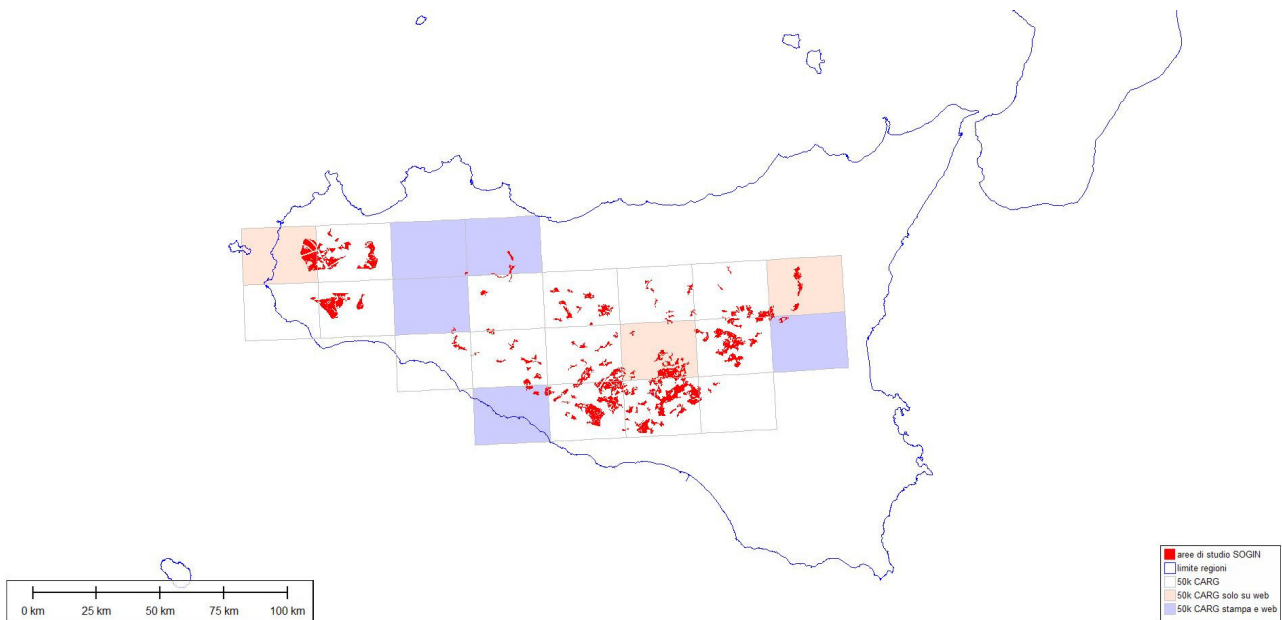 aree di studio SOGIN
limite regioni
50k CARG
50k CARG solo su web
50k CARG stampa e web
0 km 25 km 50 km 75 km 100 km